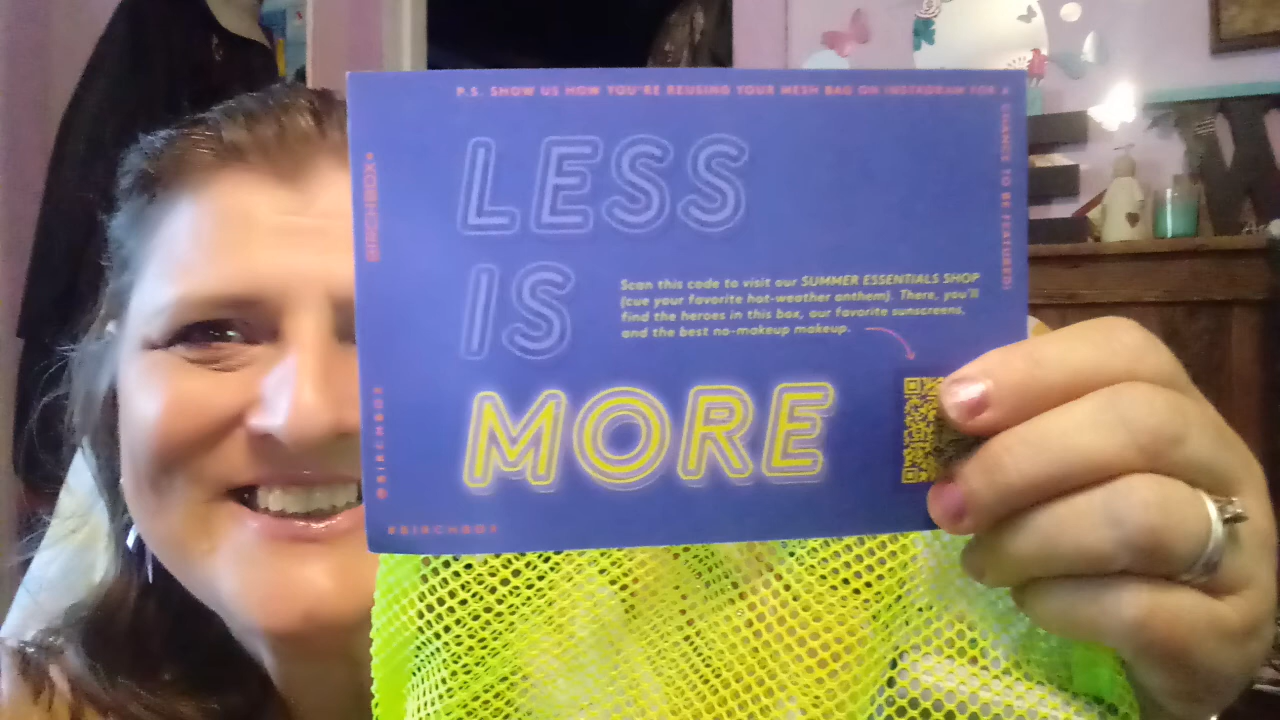 P.S. SHOW US HOW YOU'RE REUSING YOUR MESH BAG ON INSTAGRAM FOR A CHANCE TO BE FEATURED!
LESS
IS
MORE
Scan this code to visit our SUMMER ESSENTIALS SHOP
(cue your favorite hot-weather anthem). There, you'll
find the heroes in this box, our favorite sunscreens,
and the best no-makeup makeup.
@BIRCHBOX
#BIRCHBOX
W